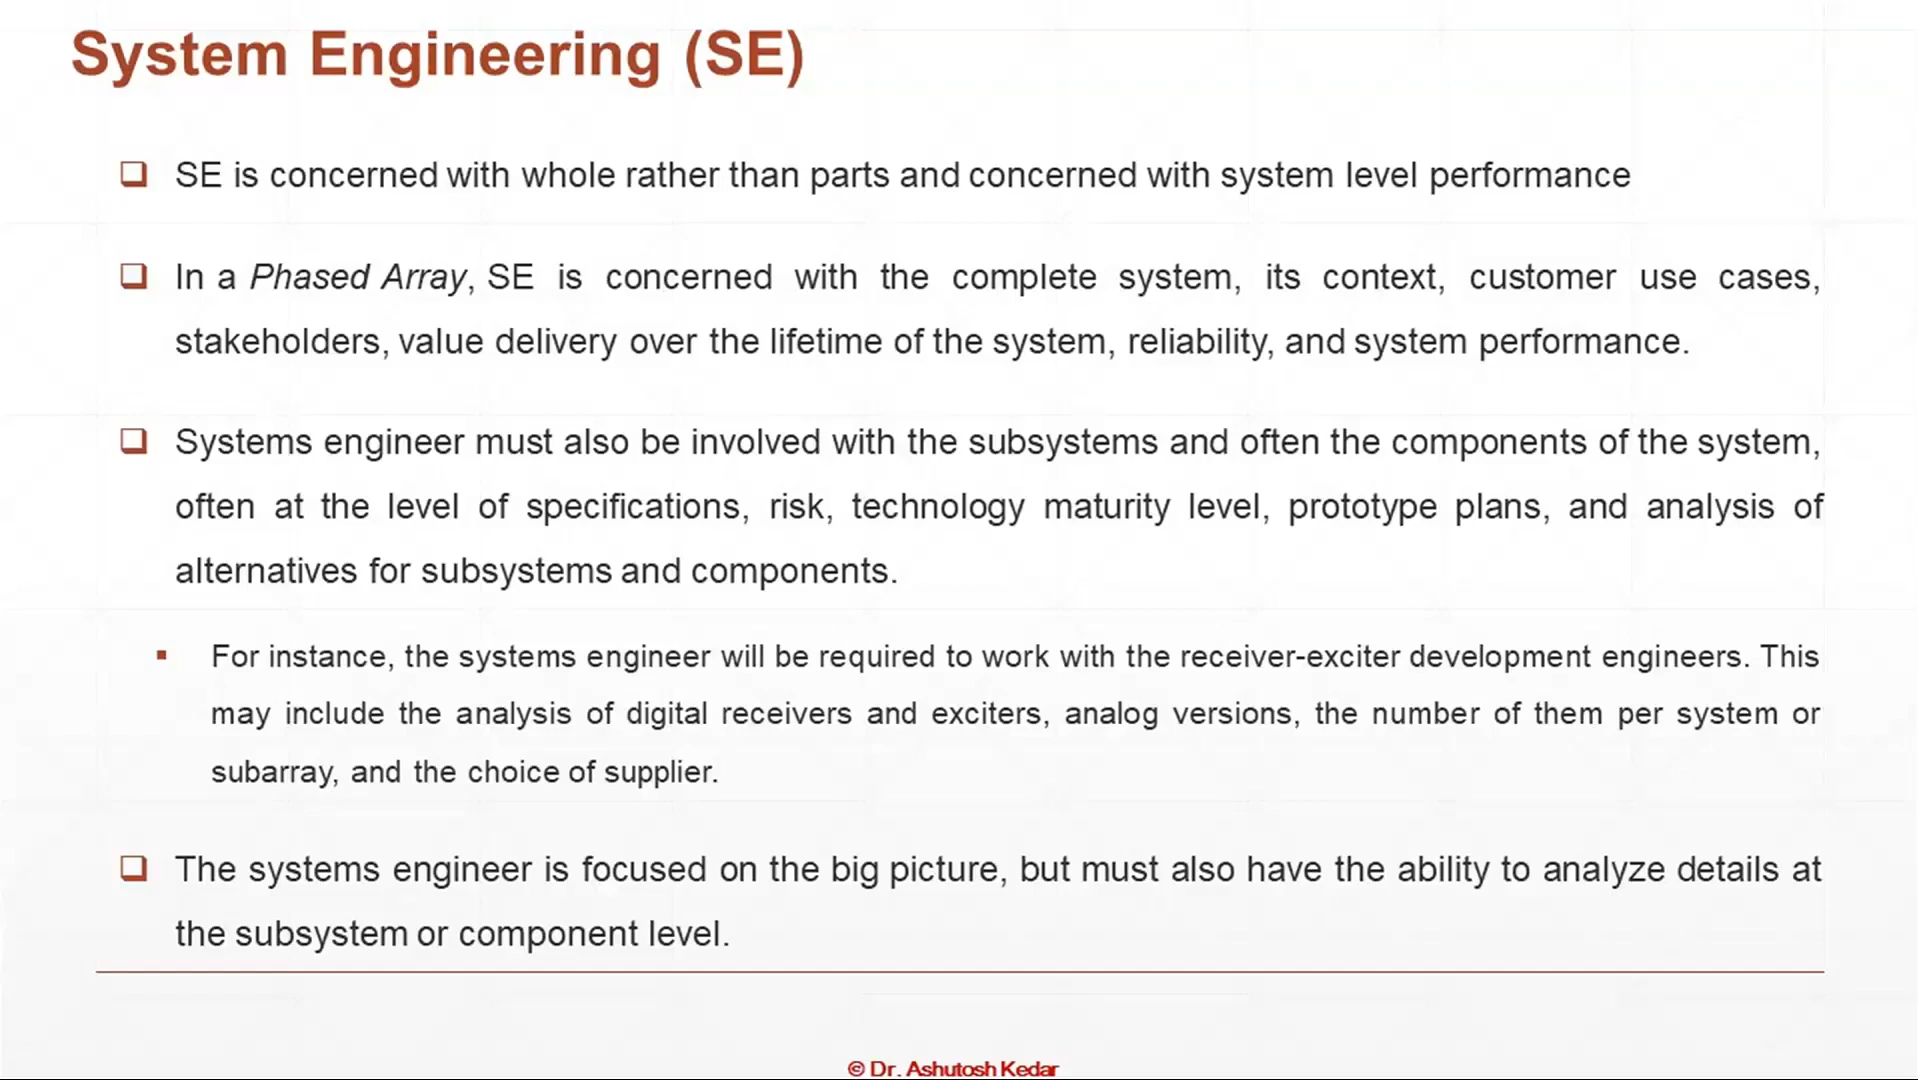 System Engineering (SE)
SE is concerned with whole rather than parts and concerned with system level performance
In a Phased Array, SE is concerned with the complete system, its context, customer use cases,
stakeholders, value delivery over the lifetime of the system, reliability, and system performance.
Systems engineer must also be involved with the subsystems and often the components of the system,
often at the level of specifications, risk, technology maturity level, prototype plans, and analysis of
alternatives for subsystems and components.
For instance, the systems engineer will be required to work with the receiver-exciter development engineers. This
may include the analysis of digital receivers and exciters, analog versions, the number of them per system or
subarray, and the choice of supplier.
The systems engineer is focused on the big picture, but must also have the ability to analyze details at
the subsystem or component level.
© Dr. Ashutosh Kedar